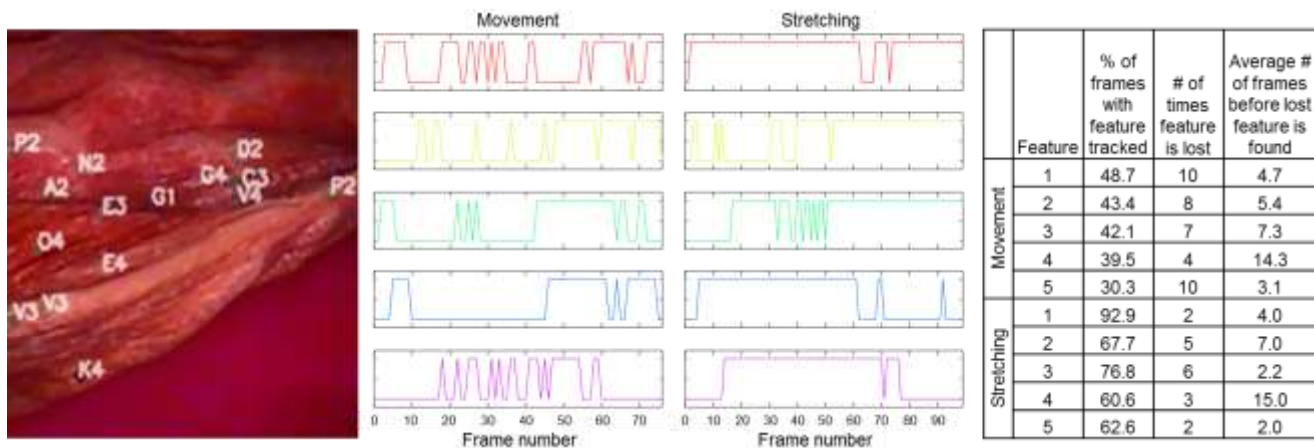 P2
N2
D2
A2
G4
C3
E3
G1
V4
P2
O4
E4
V3
V3
K4
Movement
Stretching
0 10 20 30 40 50 60 70
0 10 20 30 40 50 60 70 80 90
Frame number
Frame number
Feature
% of
frames
with
feature
tracked
# of
times
feature
is lost
Average #
of frames
before lost
feature is
found
Movement
1 48.7 10 4.7
2 43.4 8 5.4
3 42.1 7 7.3
4 39.5 4 14.3
5 30.3 10 3.1
Stretching
1 92.9 2 4.0
2 67.7 5 7.0
3 76.8 6 2.2
4 60.6 3 15.0
5 62.6 2 2.0